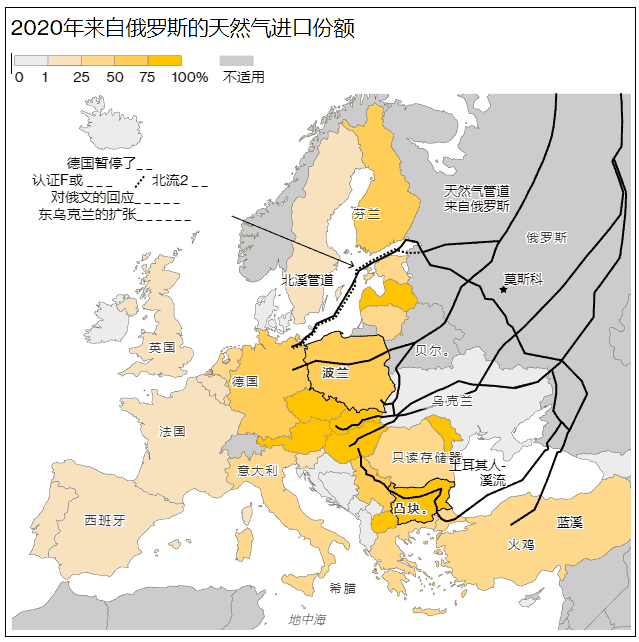 2020年来自俄罗斯的天然气进口份额
0 1 25 50 75 100% 不适用
德国暂停了_ _
认证F或 _ _ _ 北流2 _ _
对俄文的回应_ _ _ _ _
东乌克兰的扩张_ _ _ _ _ _
天然气管道
来自俄罗斯
芬兰
俄罗斯
北溪管道
莫斯科
英国
贝尔。
德国
波兰
乌克兰
法国
只读存储器
土耳其人-
溪流
意大利
西班牙
凸块。
蓝溪
火鸡
希腊
地中海